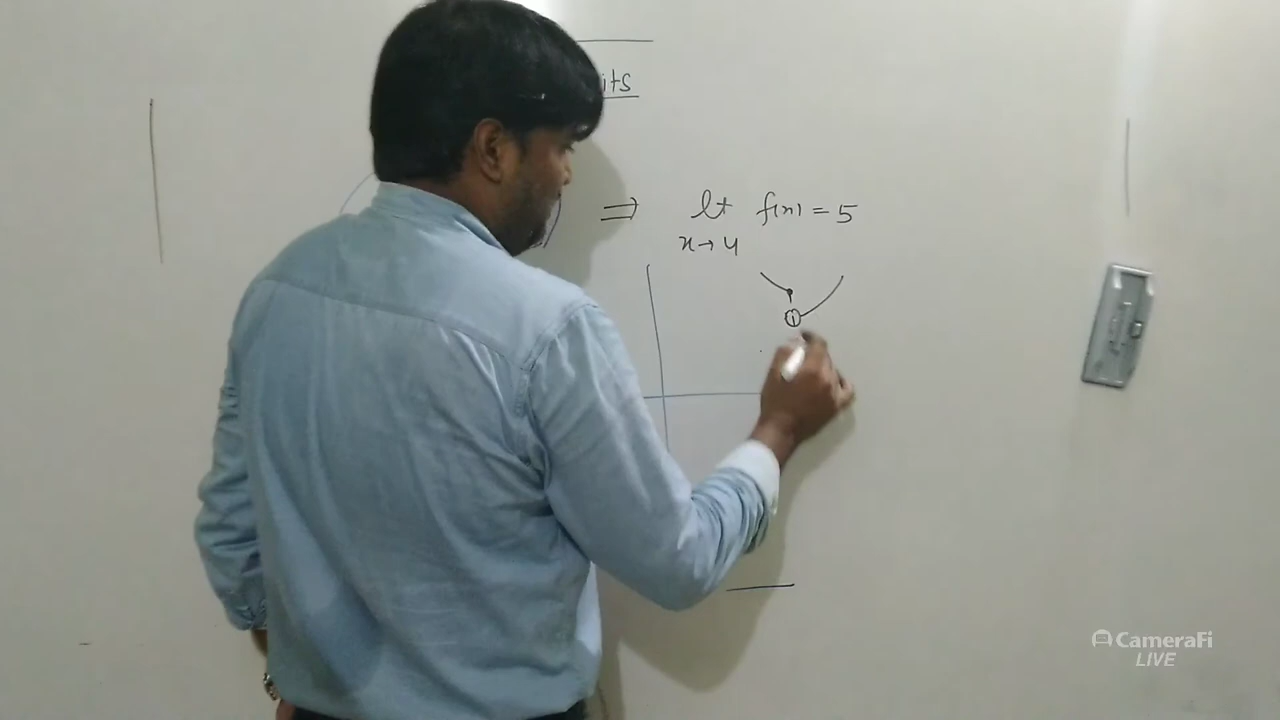 its
⇒ lt f(x) = 5
x→4
CameraFi
LIVE